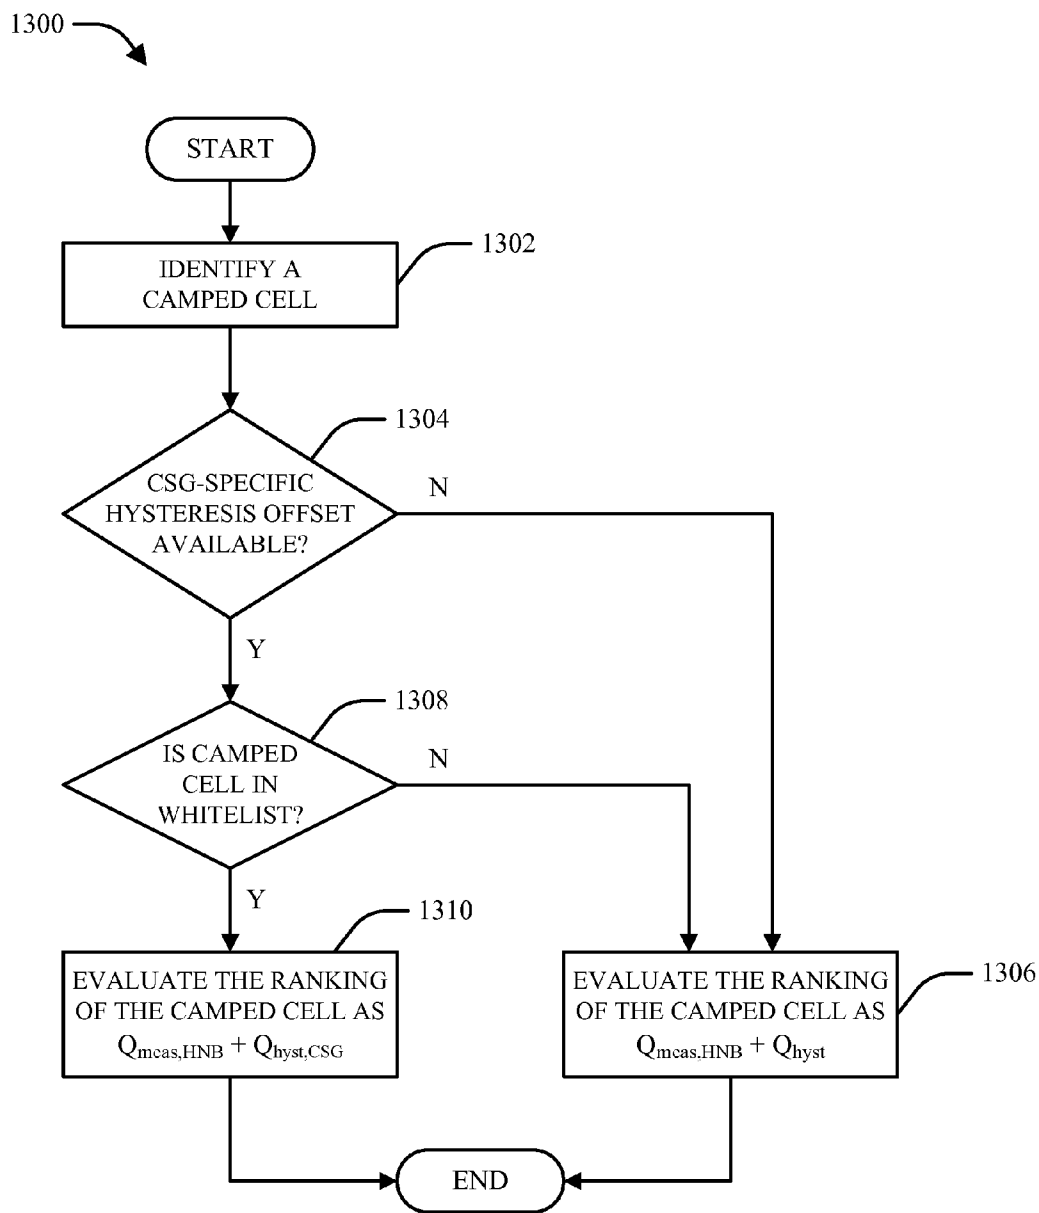 1300
START
1302
IDENTIFY A
CAMPED CELL
1304
CSG-SPECIFIC
HYSTERESIS OFFSET
AVAILABLE?
N
Y
1308
IS CAMPED
CELL IN
WHITELIST?
N
Y
1310
EVALUATE THE RANKING
OF THE CAMPED CELL AS
Qmeas,HNB + Qhyst,CSG
1306
EVALUATE THE RANKING
OF THE CAMPED CELL AS
Qmeas,HNB + Qhyst
END